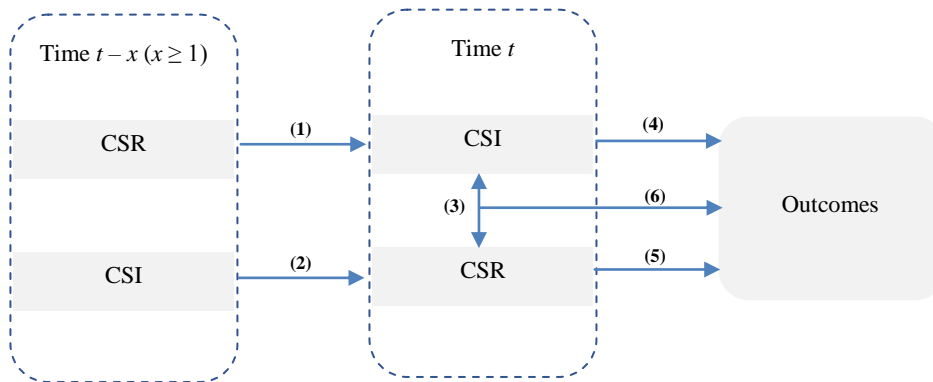 Time t – x (x ≥ 1)
CSR
CSI
(1)
(2)
Time t
CSI
(3)
CSR
(4)
(6)
(5)
Outcomes